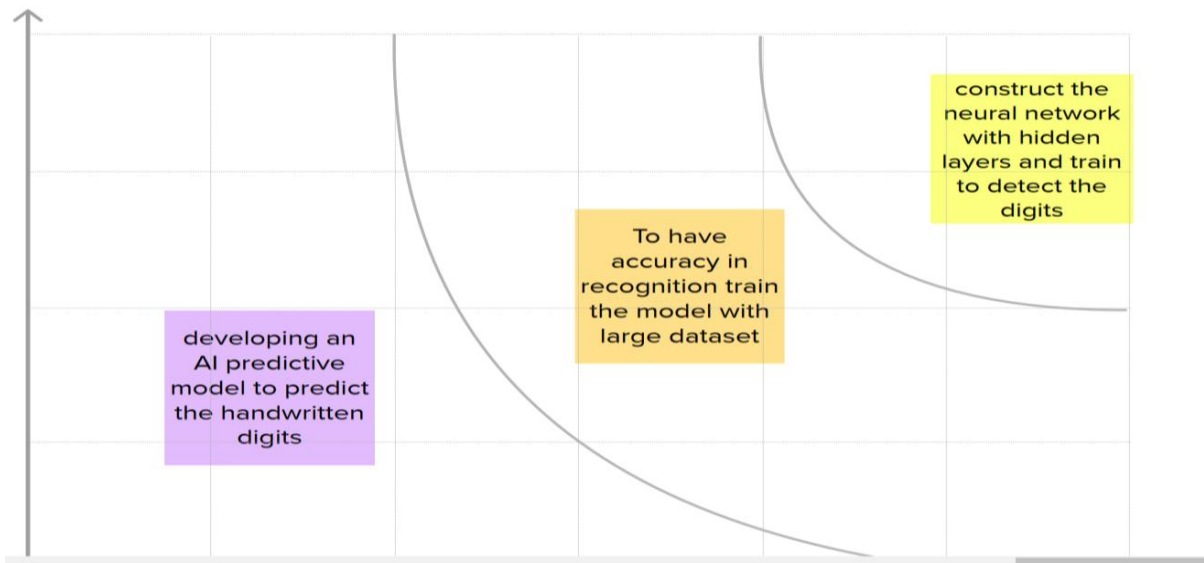 construct the
neural network
with hidden
layers and train
to detect the
digits
To have
accuracy in
recognition train
the model with
large dataset
developing an
AI predictive
model to predict
the handwritten
digits